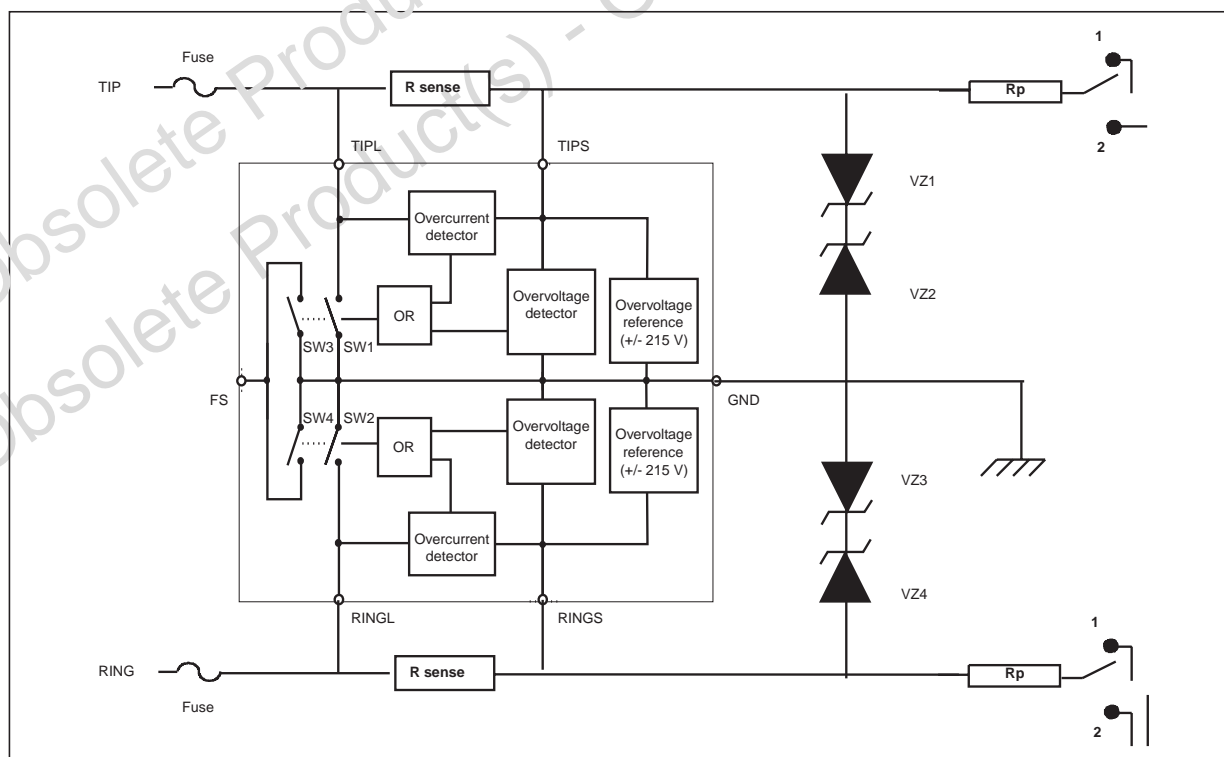 Obsolete Product(s) - O
Obsolete Product(s)
Fuse
1
TIP
R sense
Rp
2
TIPL
TIPS
VZ1
Overcurrent
detector
OR
Overvoltage
detector
Overvoltage
reference
(+/- 215 V)
VZ2
SW3
SW1
FS
GND
SW4
SW2
OR
Overvoltage
detector
Overvoltage
reference
(+/- 215 V)
VZ3
Overcurrent
detector
VZ4
RINGL
RINGS
1
RING
R sense
Rp
Fuse
2